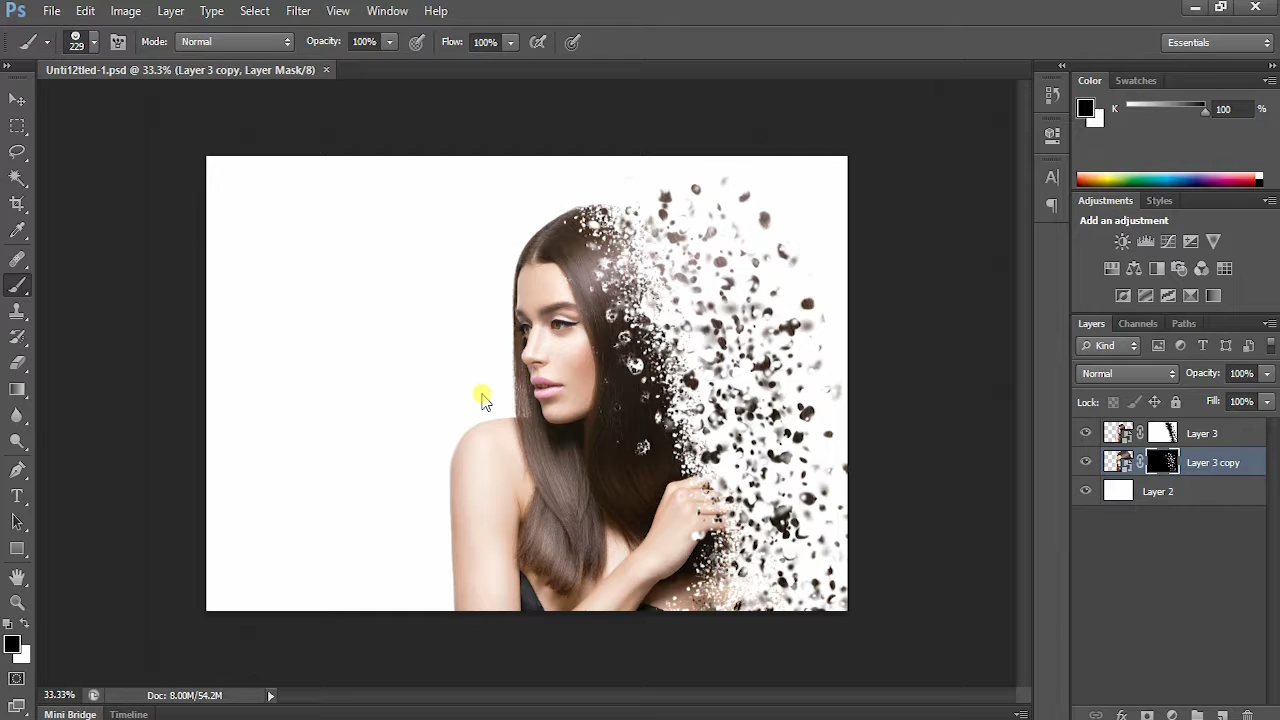 Ps File Edit Image Layer Type Select Filter View Window Help
229 Mode: Normal Opacity: 100% Flow: 100% Essentials
Unti12tled-1.psd @ 33.3% (Layer 3 copy, Layer Mask/8) ×
Color Swatches
K 100 %
Adjustments Styles
Add an adjustment
Layers Channels Paths
Kind
Normal Opacity: 100%
Lock: Fill: 100%
Layer 3
Layer 3 copy
Layer 2
33.33% Doc: 8.00M/54.2M
Mini Bridge Timeline